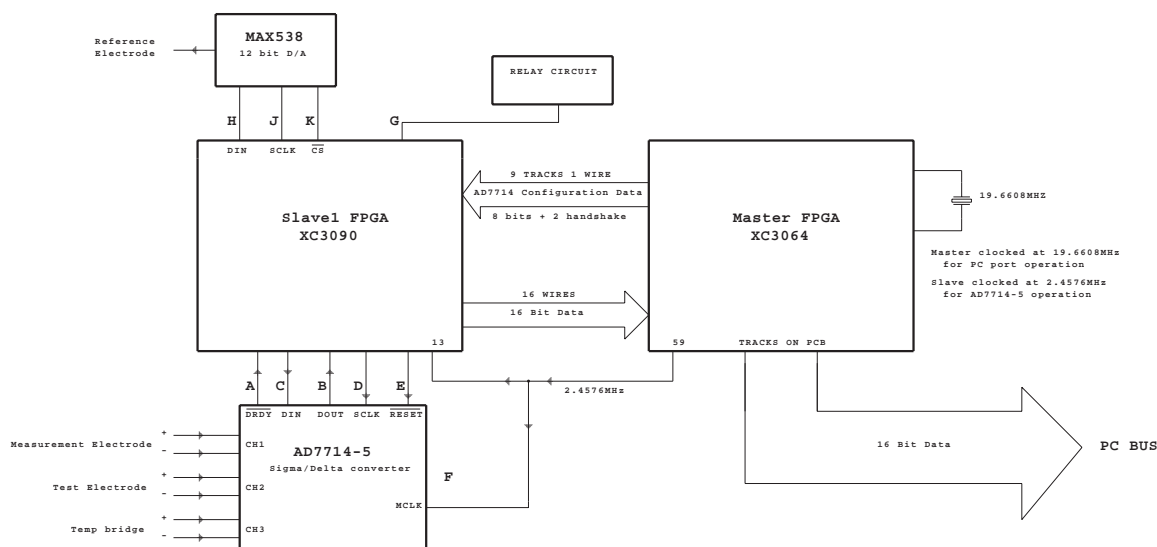 MAX538
12 bit D/A
Reference
Electrode
RELAY CIRCUIT
H
J
K
G
DIN
SCLK
CS
9 TRACKS 1 WIRE
AD7714 Configuration Data
8 bits + 2 handshake
Slave1 FPGA
XC3090
Master FPGA
XC3064
19.6608MHZ
Master clocked at 19.6608MHz
for PC port operation
Slave clocked at 2.4576MHz
for AD7714-5 operation
16 WIRES
16 Bit Data
13
59
TRACKS ON PCB
A
C
B
D
E
2.4576MHz
DRDY
DIN
DOUT
SCLK
RESET
Measurement Electrode
+
-
CH1
AD7714-5
Sigma/Delta converter
16 Bit Data
PC BUS
Test Electrode
+
-
CH2
F
MCLK
Temp bridge
+
-
CH3